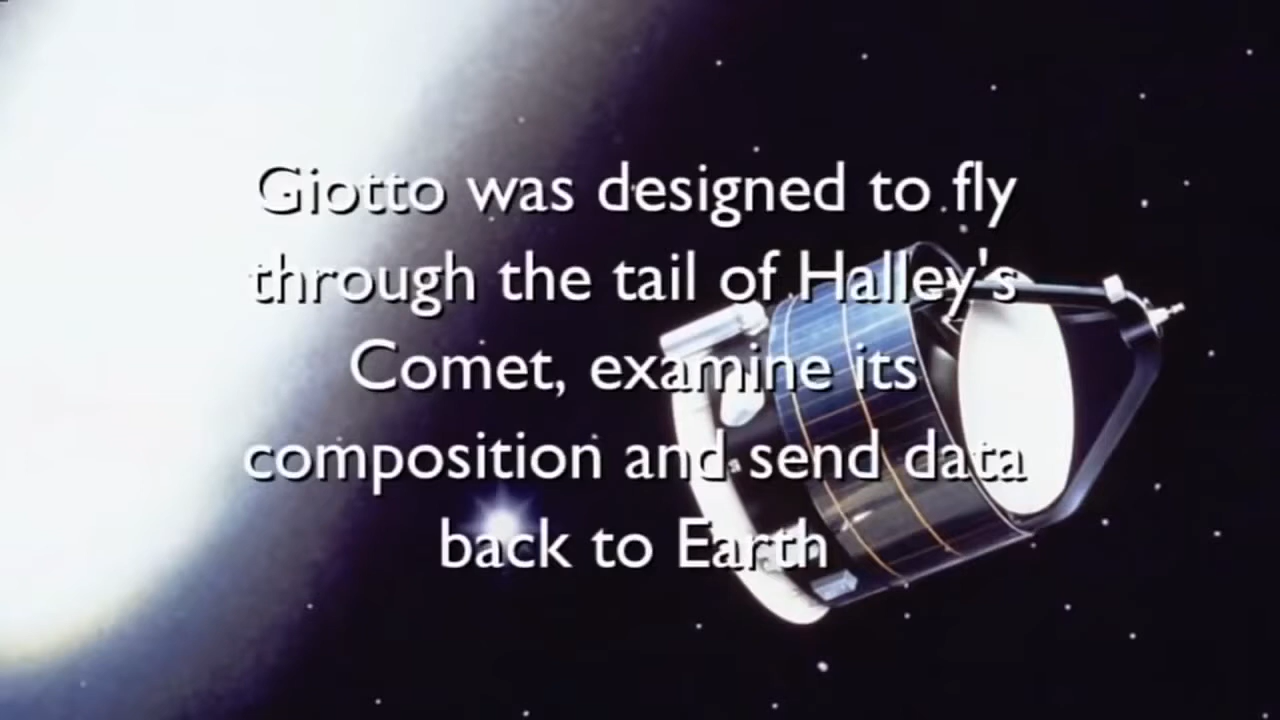 Giotto was designed to fly
through the tail of Halley's
Comet, examine its
composition and send data
back to Earth